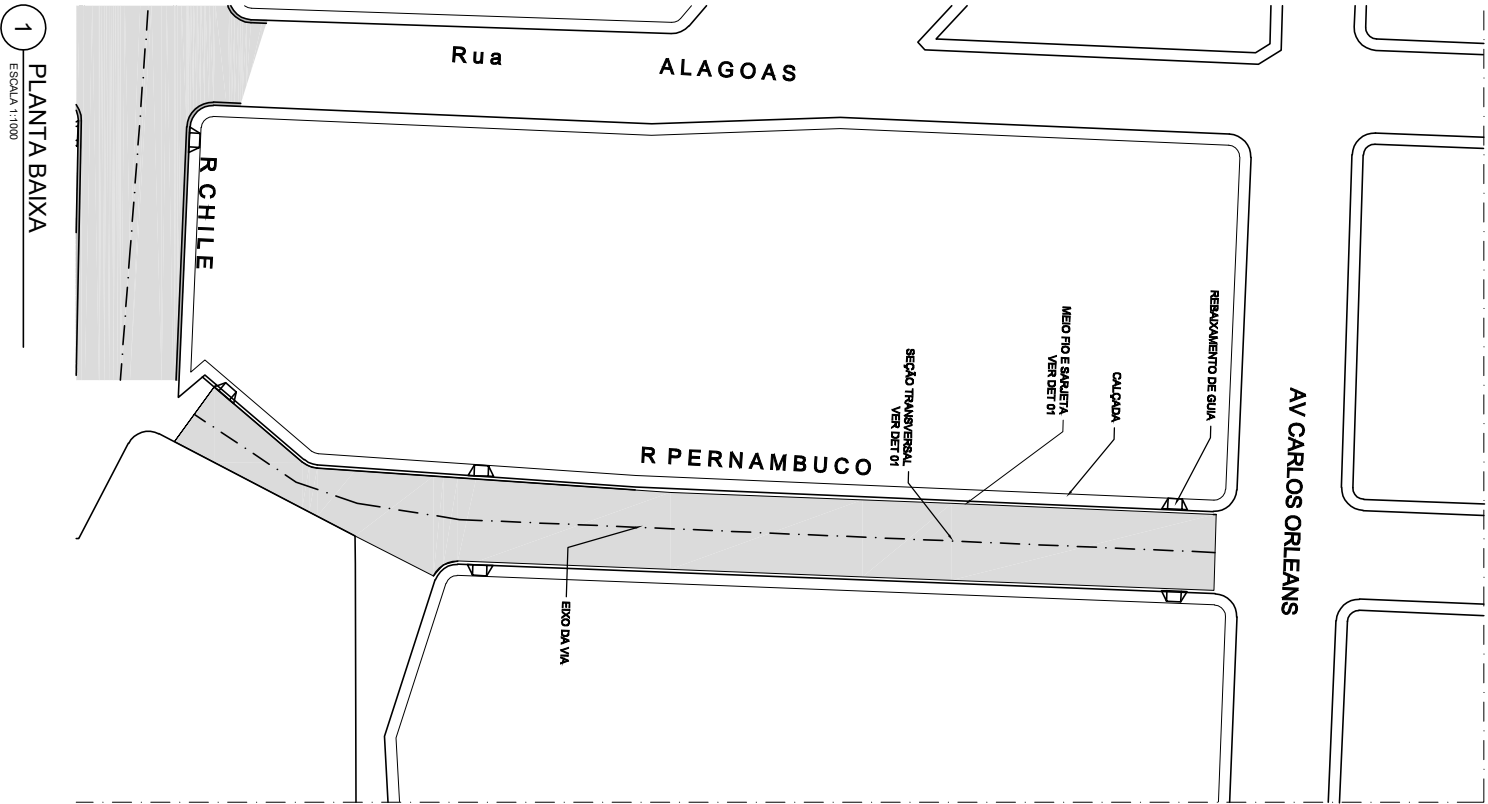 Rua
ALAGOAS
R CHILE
R PERNAMBUCO
AV CARLOS ORLEANS
REBAIXAMENTO DE GUIA
CALÇADA
MEIO FIO E SARJETA
VER DET 01
SEÇÃO TRANSVERSAL
VER DET 01
EIXO DA VIA
1
PLANTA BAIXA
ESCALA 1:1000